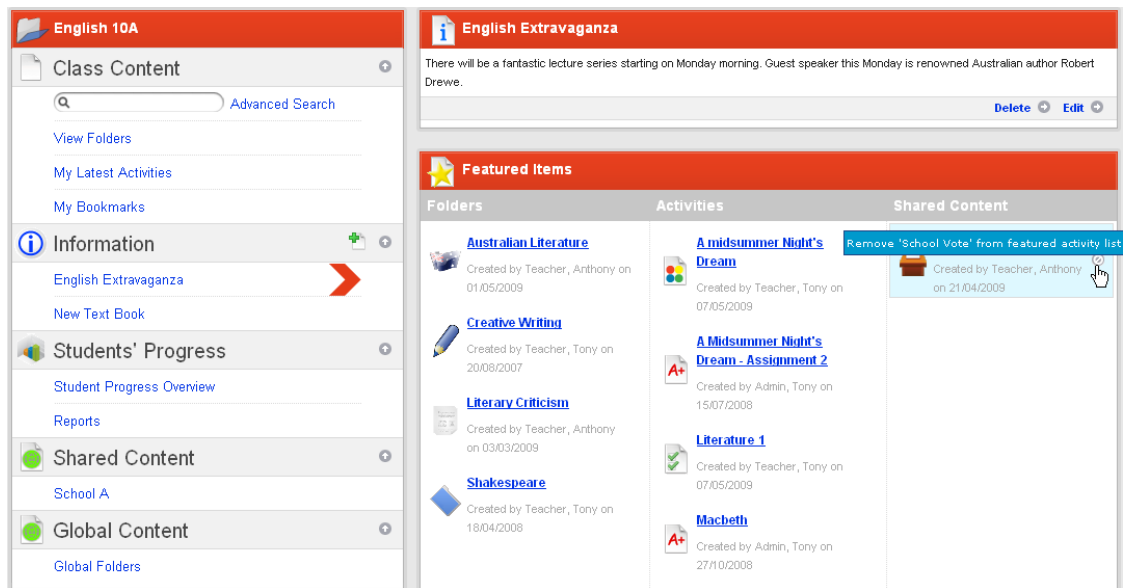 English 10A
Class Content
Advanced Search
View Folders
My Latest Activities
My Bookmarks
Information
English Extravaganza
New Text Book
Students' Progress
Student Progress Overview
Reports
Shared Content
School A
Global Content
Global Folders
English Extravaganza
There will be a fantastic lecture series starting on Monday morning. Guest speaker this Monday is renowned Australian author Robert
Drewe.
Delete Edit
Featured Items
Folders
Australian Literature
Created by Teacher, Anthony on
01/05/2009
Creative Writing
Created by Teacher, Tony on
20/08/2007
Literary Criticism
Created by Teacher, Anthony
on 03/03/2009
Shakespeare
Created by Teacher, Tony on
18/04/2008
Activities
A midsummer Night's
Dream
Created by Teacher, Tony on
07/05/2009
A+
A Midsummer Night's
Dream - Assignment 2
Created by Admin, Tony on
15/07/2008
Literature 1
Created by Teacher, Tony on
07/05/2009
A+
Macbeth
Created by Admin, Tony on
27/10/2008
Shared Content
Remove 'School Vote' from featured activity list
Created by Teacher, Anthony
on 21/04/2009